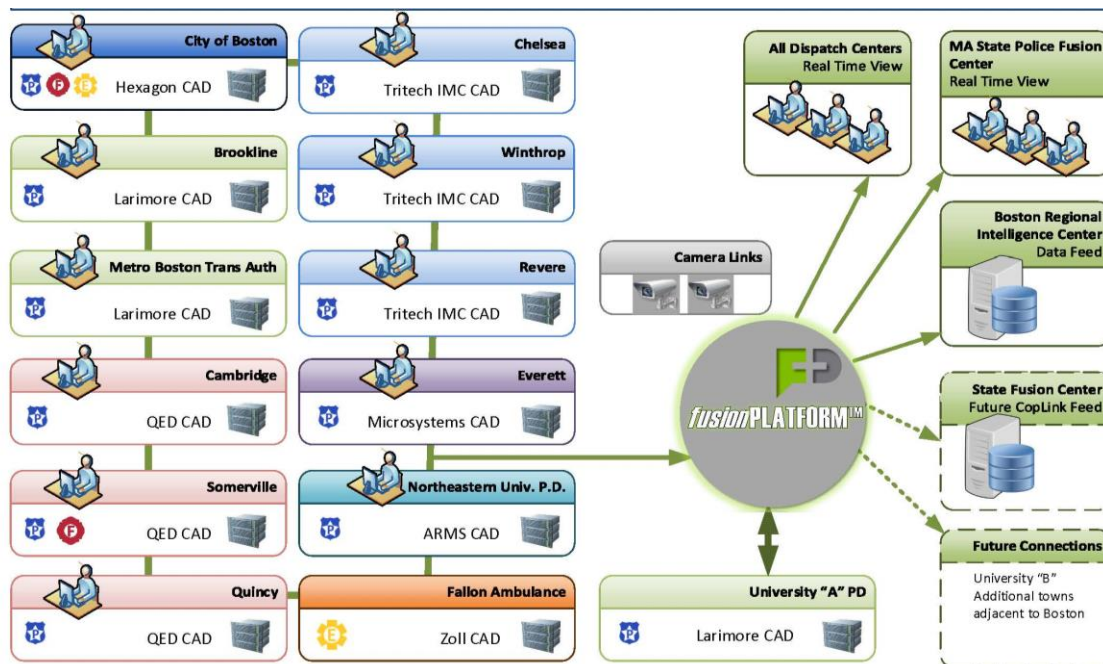 City of Boston
P F E
Hexagon CAD
Chelsea
P
Tritech IMC CAD
Brookline
P
Larimore CAD
Winthrop
P
Tritech IMC CAD
Metro Boston Trans Auth
P
Larimore CAD
Revere
P
Tritech IMC CAD
Cambridge
P
QED CAD
Everett
P
Microsystems CAD
Somerville
P F
QED CAD
Northeastern Univ. P.D.
P
ARMS CAD
Quincy
P
QED CAD
Fallon Ambulance
E
Zoll CAD
All Dispatch Centers
Real Time View
MA State Police Fusion
Center
Real Time View
Camera Links
Boston Regional
Intelligence Center
Data Feed
FP
fusionPLATFORM™
State Fusion Center
Future CopLink Feed
University "A" PD
P
Larimore CAD
Future Connections
University "B"
Additional towns
adjacent to Boston